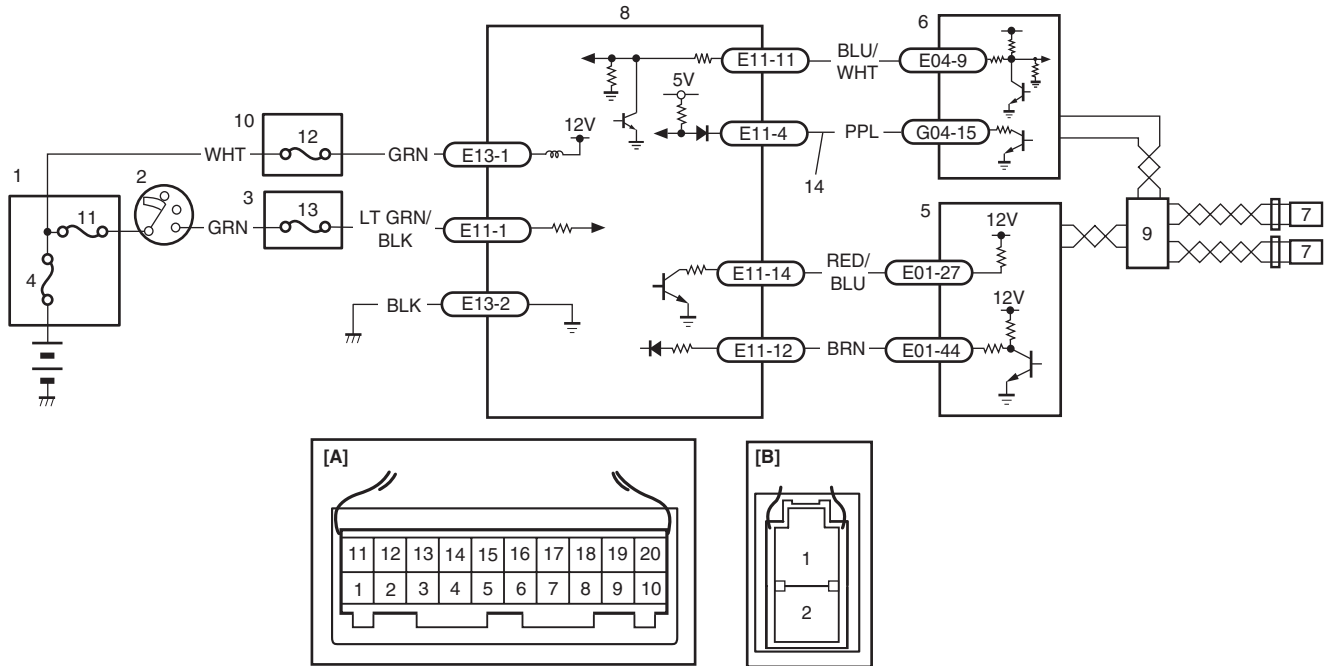 8
6
E11-11
BLU/
WHT
E04-9
5V
10
12
12V
E11-4
PPL
G04-15
WHT
GRN
E13-1
14
1
2
3
5
11
13
GRN
LT GRN/
BLK
E11-1
12V
9
7
7
4
E11-14
RED/
BLU
E01-27
12V
BLK
E13-2
E11-12
BRN
E01-44
[A]
11 12 13 14 15 16 17 18 19 20
1 2 3 4 5 6 7 8 9 10
[B]
1
2